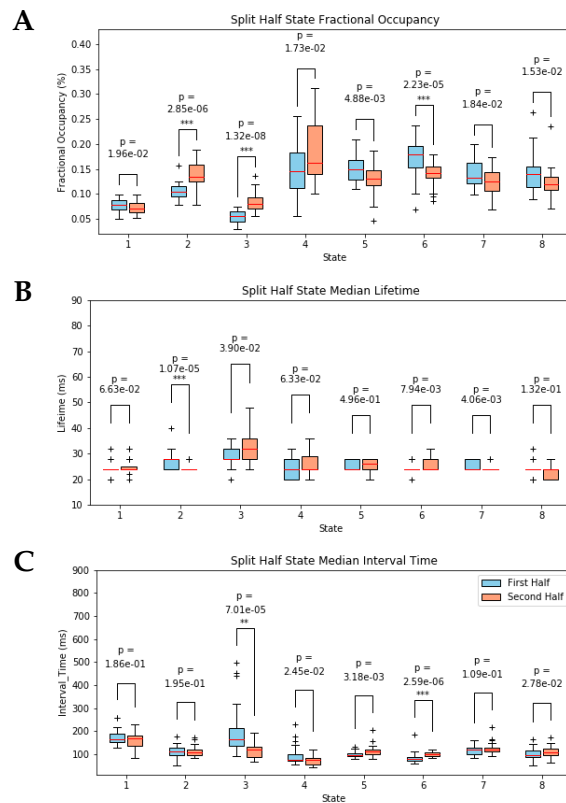 A
Split Half State Fractional Occupancy
Fractional Occupancy (%)
0.40
0.35
0.30
0.25
0.20
0.15
0.10
0.05
p =
1.96e-02
p =
2.85e-06
***
p =
1.32e-08
***
p =
1.73e-02
p =
4.88e-03
p =
2.23e-05
***
p =
1.84e-02
p =
1.53e-02
1 2 3 4 5 6 7 8
State
B
Split Half State Median Lifetime
Lifeime (ms)
90
80
70
60
50
40
30
20
10
p =
6.63e-02
p =
1.07e-05
***
p =
3.90e-02
p =
6.33e-02
p =
4.96e-01
p =
7.94e-03
p =
4.06e-03
p =
1.32e-01
1 2 3 4 5 6 7 8
State
C
Split Half State Median Interval Time
Interval_Time (ms)
900
800
700
600
500
400
300
200
100
First Half
Second Half
p =
1.86e-01
p =
1.95e-01
p =
7.01e-05
**
p =
2.45e-02
p =
3.18e-03
p =
2.59e-06
***
p =
1.09e-01
p =
2.78e-02
1 2 3 4 5 6 7 8
State